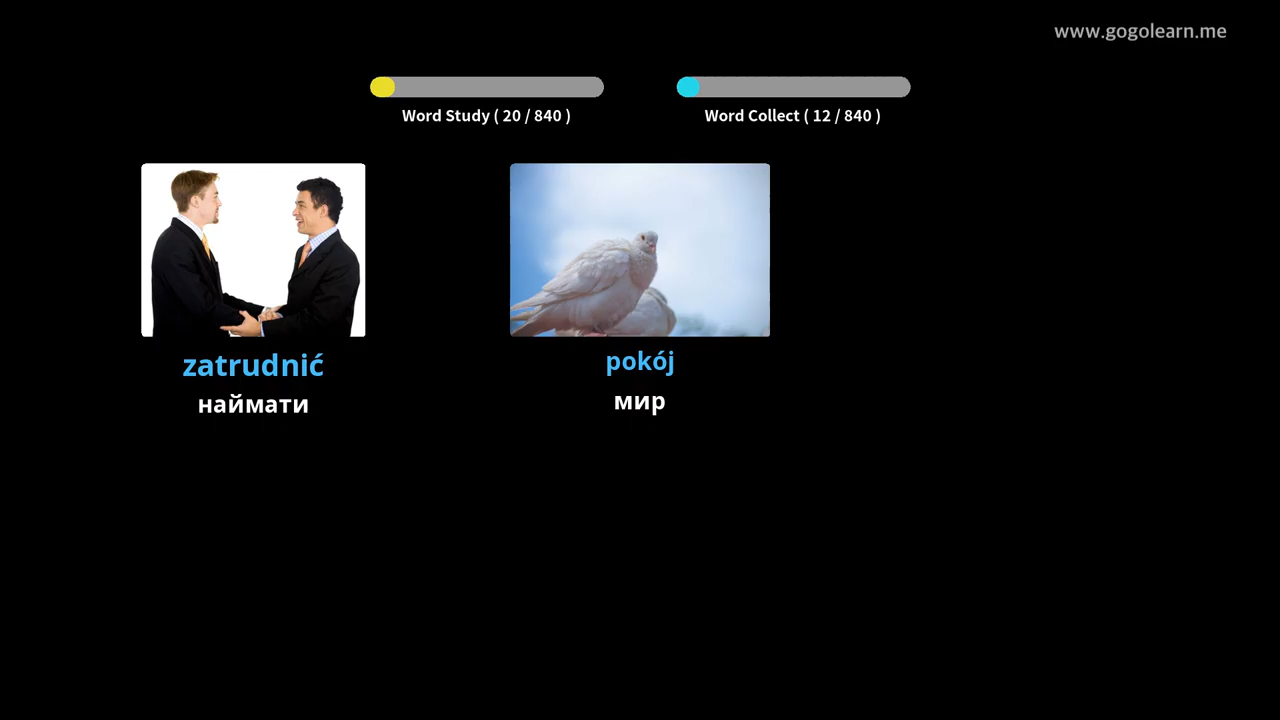 www.gogolearn.me
Word Study ( 20 / 840 )
Word Collect ( 12 / 840 )
zatrudnić
наймати
pokój
мир